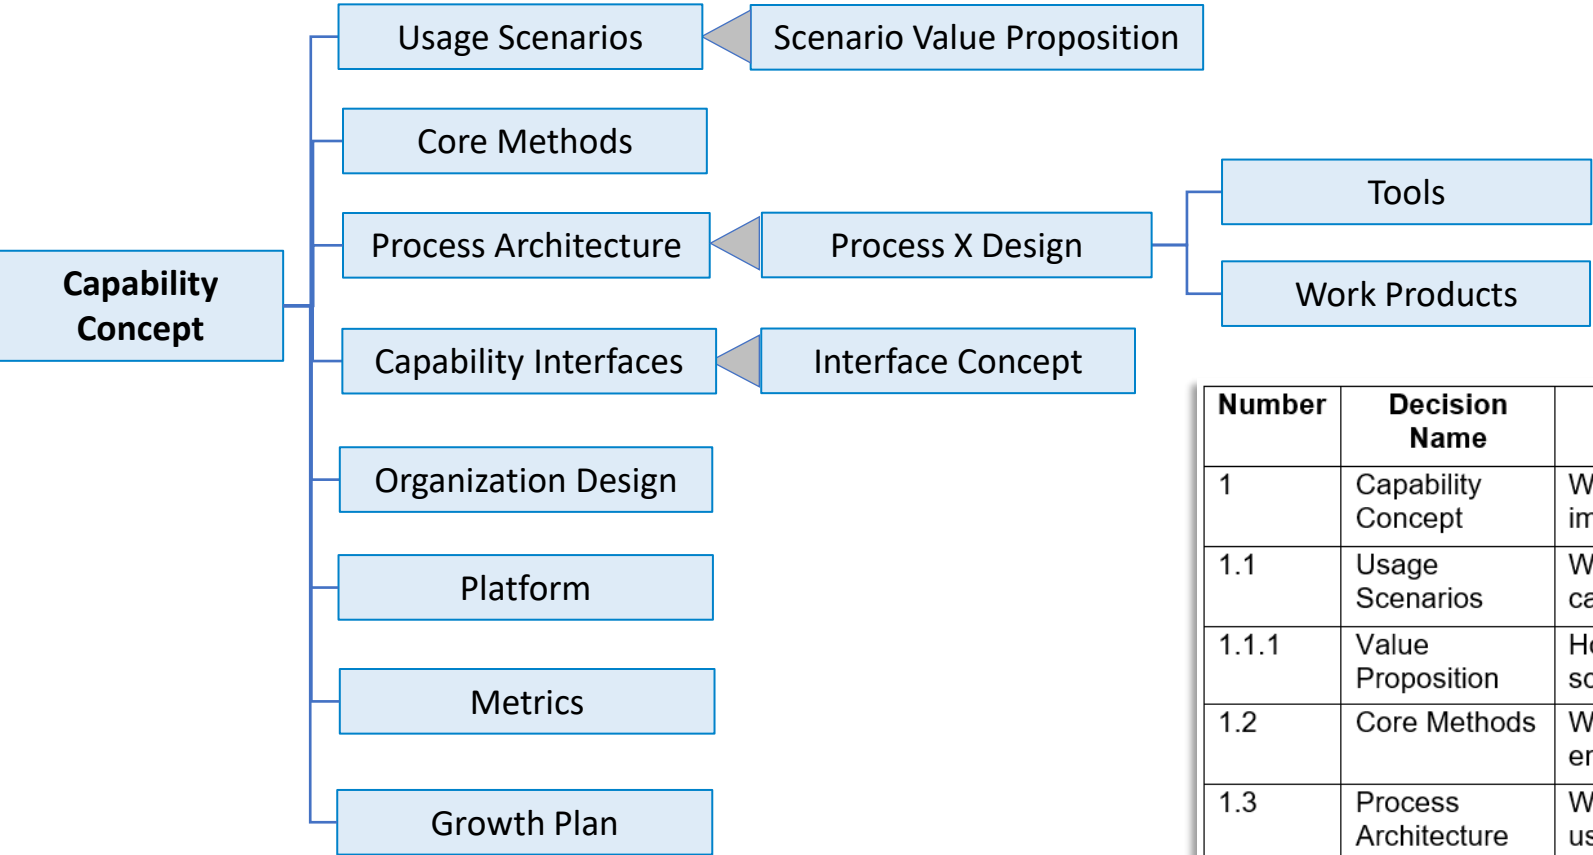 Usage Scenarios
Scenario Value Proposition
Core Methods
Tools
Process Architecture
Process X Design
Work Products
Capability
Concept
Capability Interfaces
Interface Concept
Organization Design
Platform
Metrics
Growth Plan
Number
Decision
Name
1
Capability
Concept
1.1
Usage
Scenarios
1.1.1
Value
Proposition
1.2
Core Methods
1.3
Process
Architecture